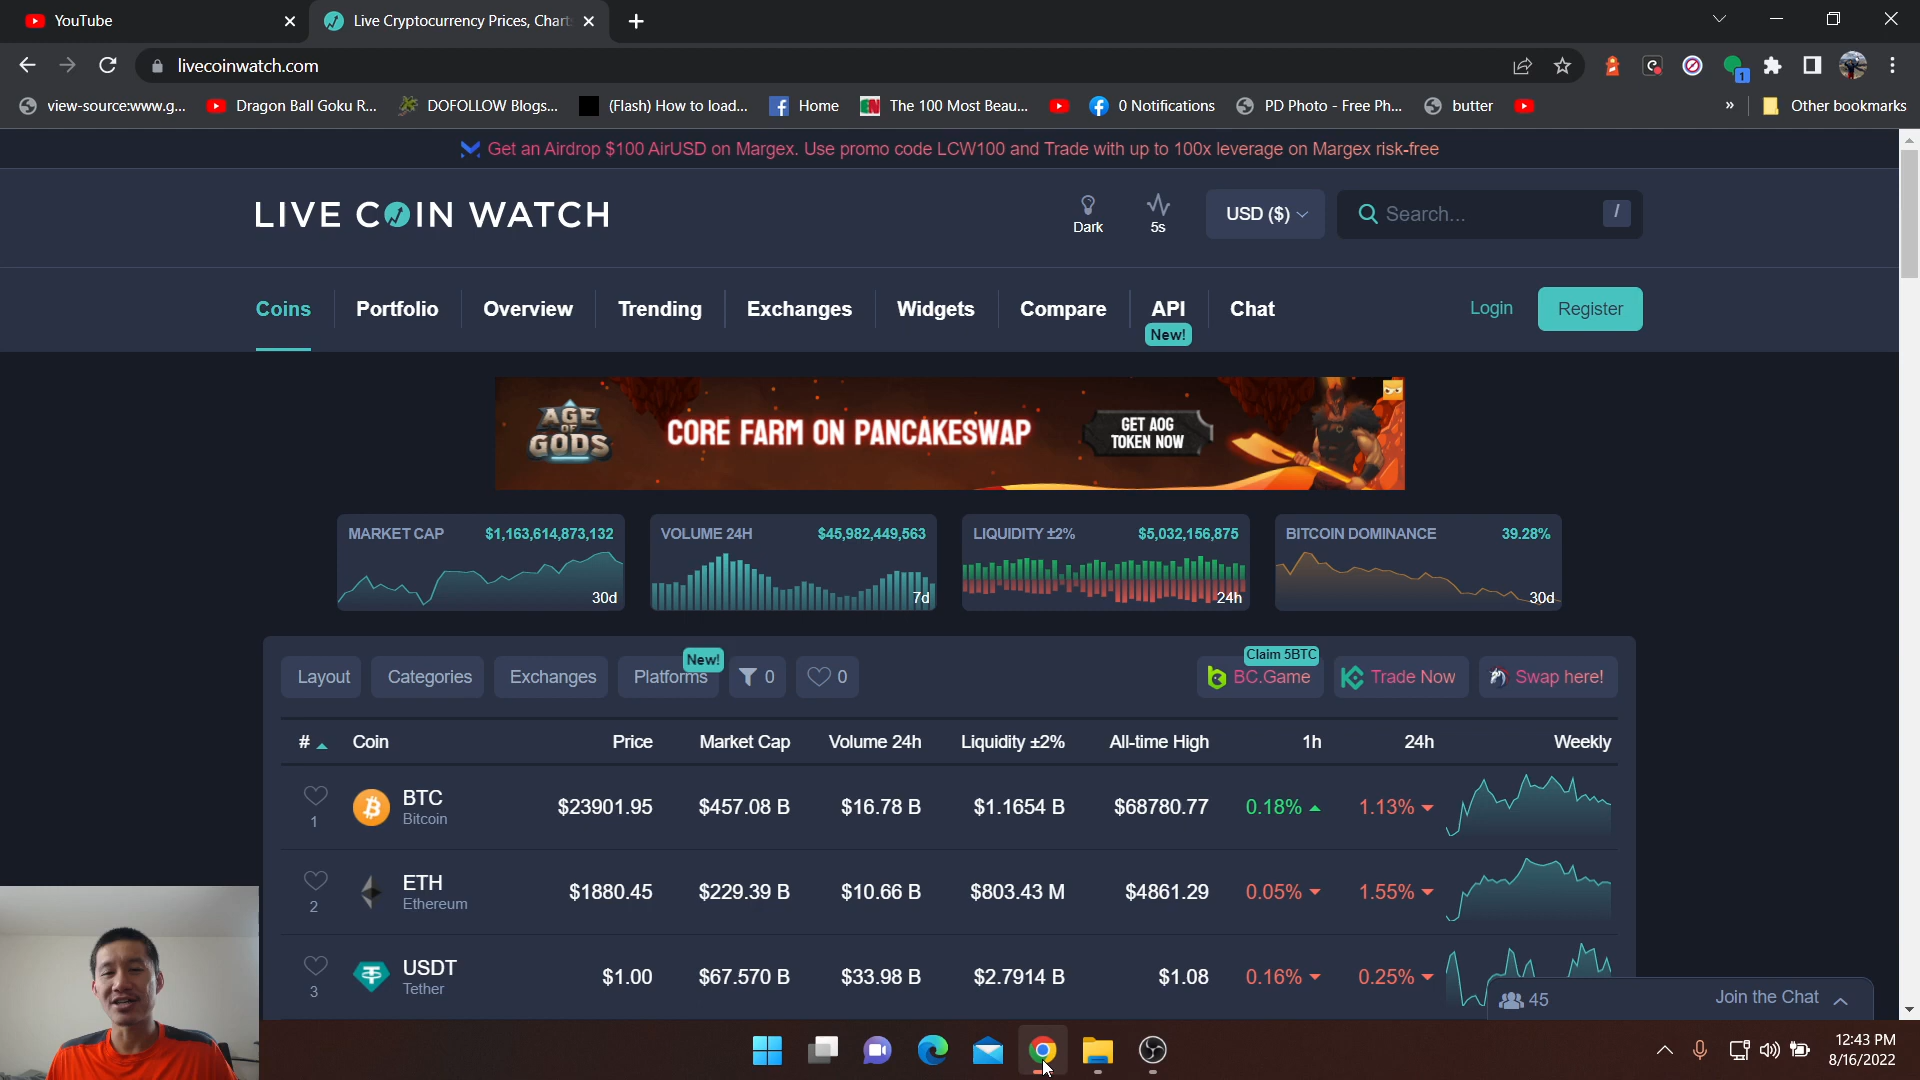 YouTube
Live Cryptocurrency Prices, Chart
livecoinwatch.com
1
view-source:www.g...
Dragon Ball Goku R...
DOFOLLOW Blogs...
(Flash) How to load...
Home
The 100 Most Beau...
0 Notifications
PD Photo - Free Ph...
butter
»
Other bookmarks
Get an Airdrop $100 AirUSD on Margex. Use promo code LCW100 and Trade with up to 100x leverage on Margex risk-free
LIVE COIN WATCH
Dark
5s
USD ($)
Search...
/
Coins
Portfolio
Overview
Trending
Exchanges
Widgets
Compare
API
New!
Chat
Login
Register
AGE
OF
GODS
CORE FARM ON PANCAKESWAP
GET AOG
TOKEN NOW
MARKET CAP $1,163,614,873,132
30d
VOLUME 24H $45,982,449,563
7d
LIQUIDITY ±2% $5,032,156,875
24h
BITCOIN DOMINANCE 39.28%
30d
Layout
Categories
Exchanges
Platforms
New!
0
0
Claim 5BTC
BC.Game
Trade Now
Swap here!
# Coin Price Market Cap Volume 24h Liquidity ±2% All-time High 1h 24h Weekly
1 BTC Bitcoin $23901.95 $457.08 B $16.78 B $1.1654 B $68780.77 0.18% 1.13%
2 ETH Ethereum $1880.45 $229.39 B $10.66 B $803.43 M $4861.29 0.05% 1.55%
3 USDT Tether $1.00 $67.570 B $33.98 B $2.7914 B $1.08 0.16% 0.25%
45
Join the Chat
12:43 PM
8/16/2022